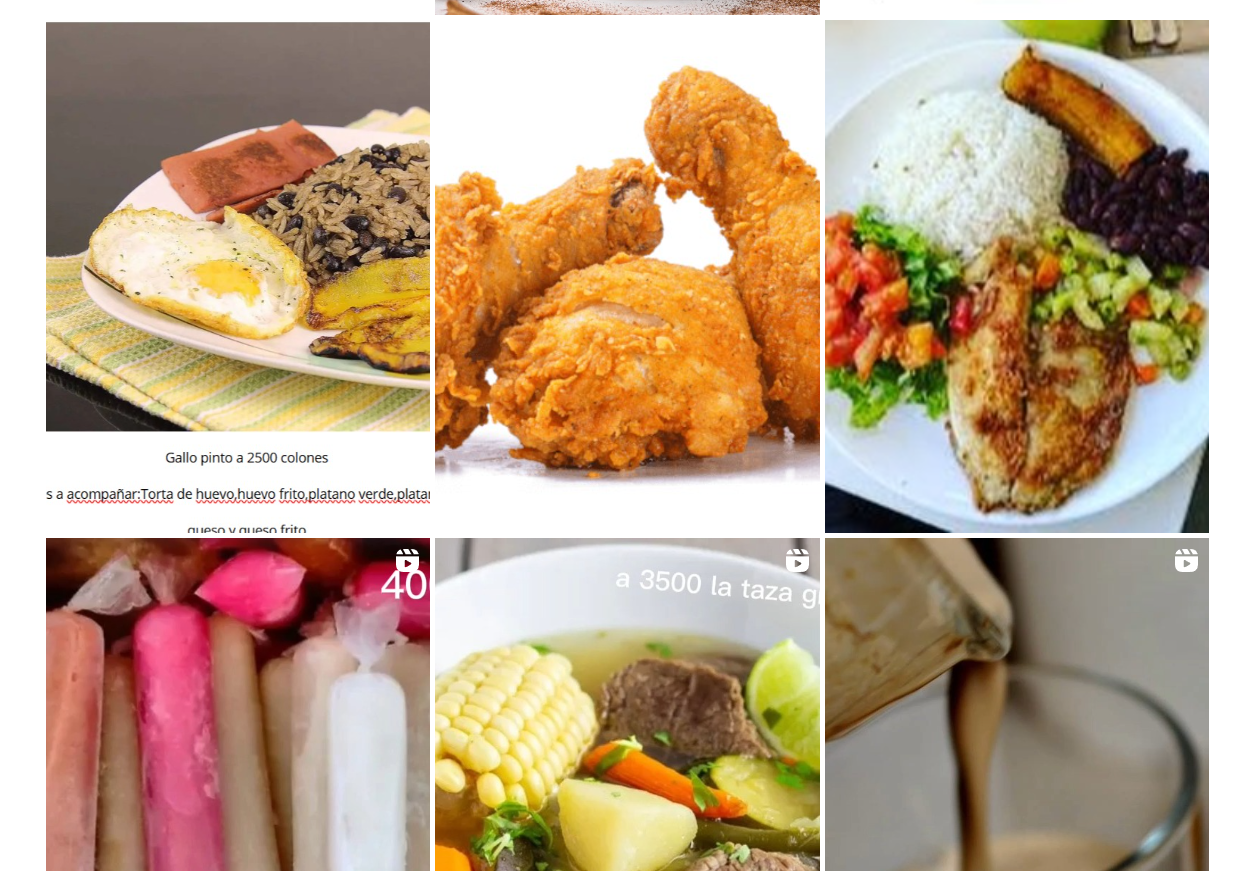 Gallo pinto a 2500 colones
s a acompañar:Torta de huevo,huevo frito,platano verde,platan
queso y queso frito
400
a 3500 la taza g